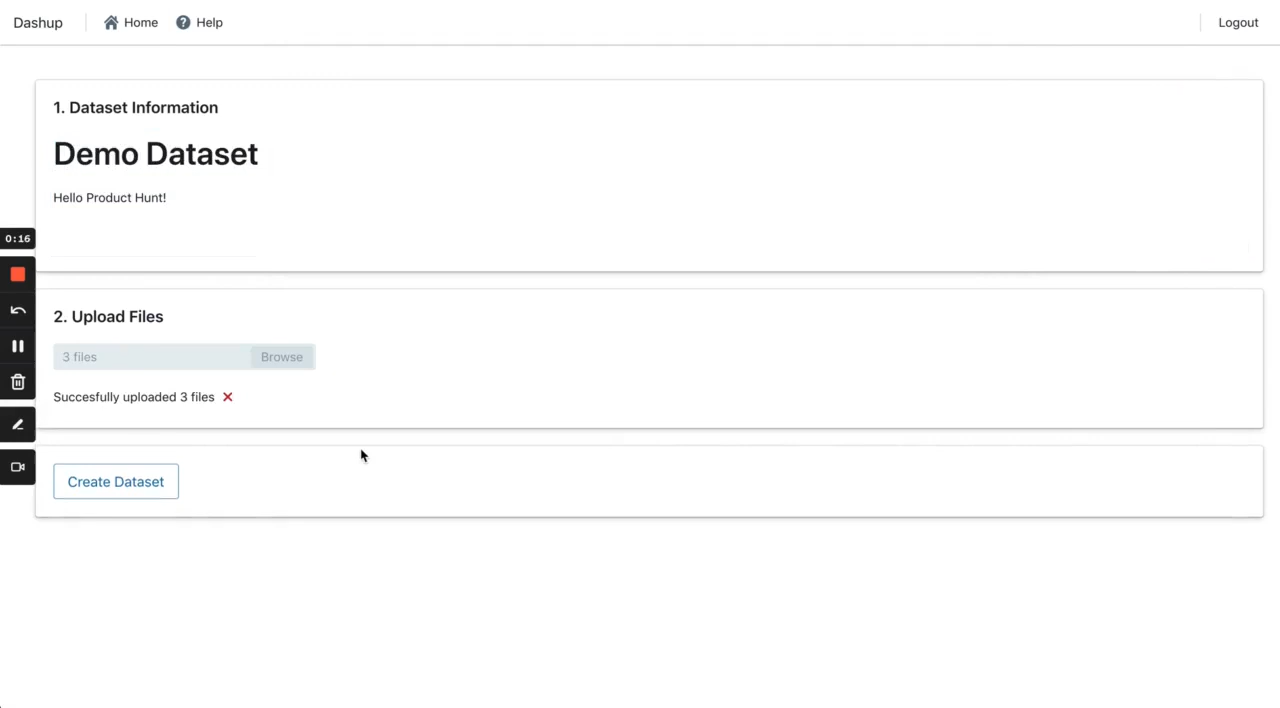 Dashup
Home
Help
Logout
1. Dataset Information
Demo Dataset
Hello Product Hunt!
0:16
2. Upload Files
3 files
Browse
Succesfully uploaded 3 files
Create Dataset